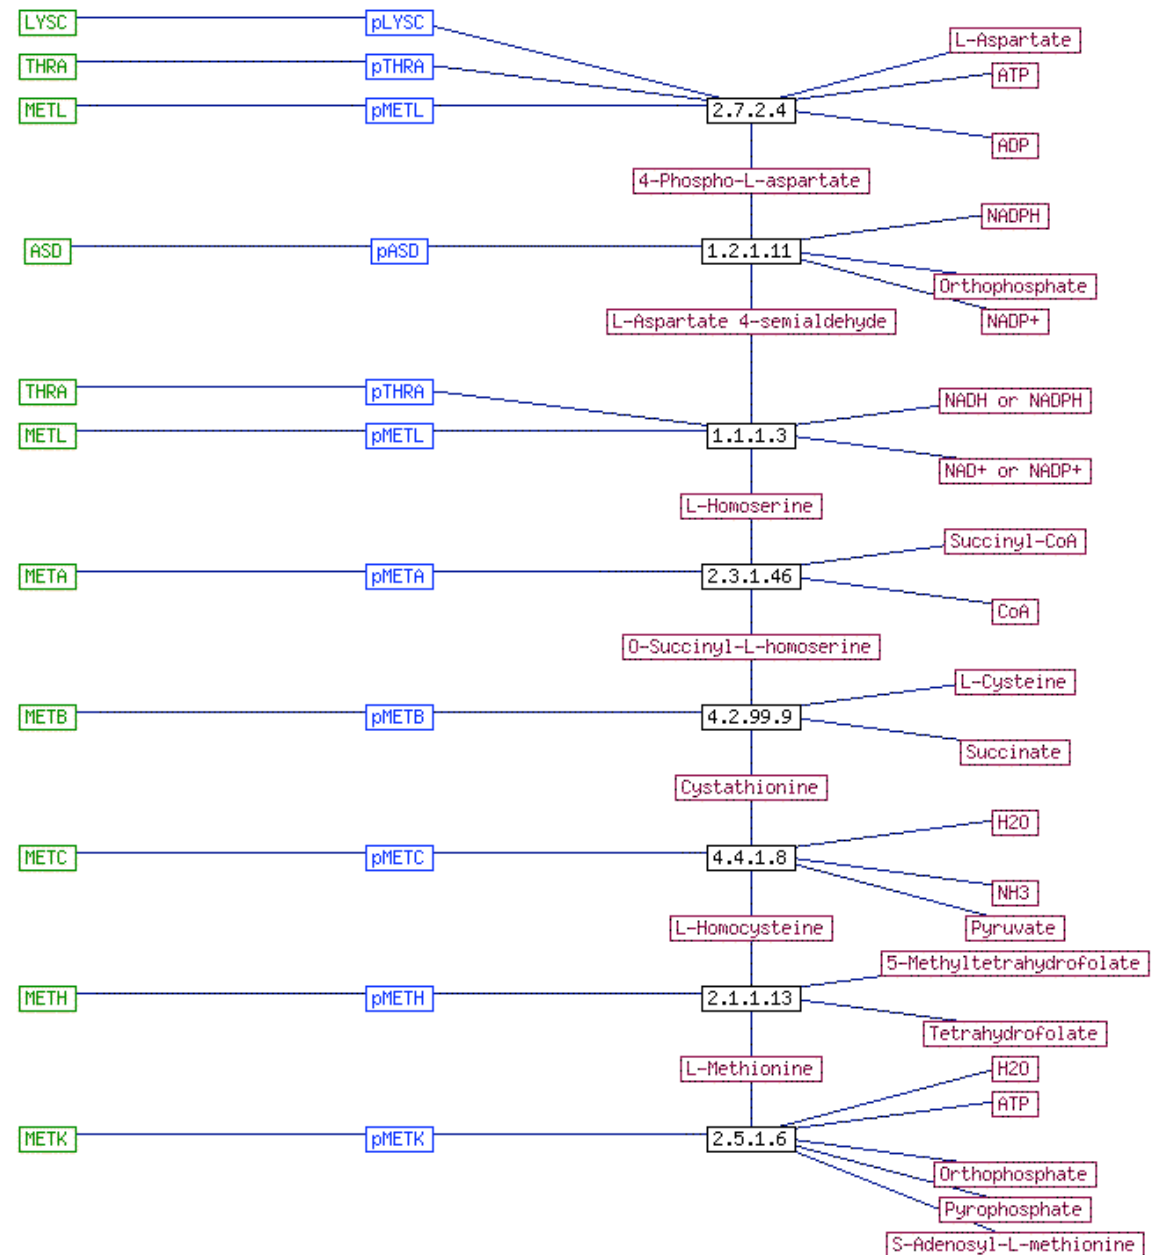 LYSC pLYSC
L-Aspartate
THRA pTHRA
ATP
METL pMETL 2.7.2.4
ADP
4-Phospho-L-aspartate
NADPH
ASD pASD 1.2.1.11
Orthophosphate
L-Aspartate 4-semialdehyde NADP+
THRA pTHRA
NADH or NADPH
METL pMETL 1.1.1.3
NAD+ or NADP+
L-Homoserine
Succinyl-CoA
META pMETA 2.3.1.46
CoA
O-Succinyl-L-homoserine
L-Cysteine
METB pMETB 4.2.99.9
Succinate
Cystathionine
H2O
METC pMETC 4.4.1.8
NH3
L-Homocysteine Pyruvate
5-Methyltetrahydrofolate
METH pMETH 2.1.1.13
Tetrahydrofolate
L-Methionine H2O
ATP
METK pMETK 2.5.1.6
Orthophosphate
Pyrophosphate
S-Adenosyl-L-methionine